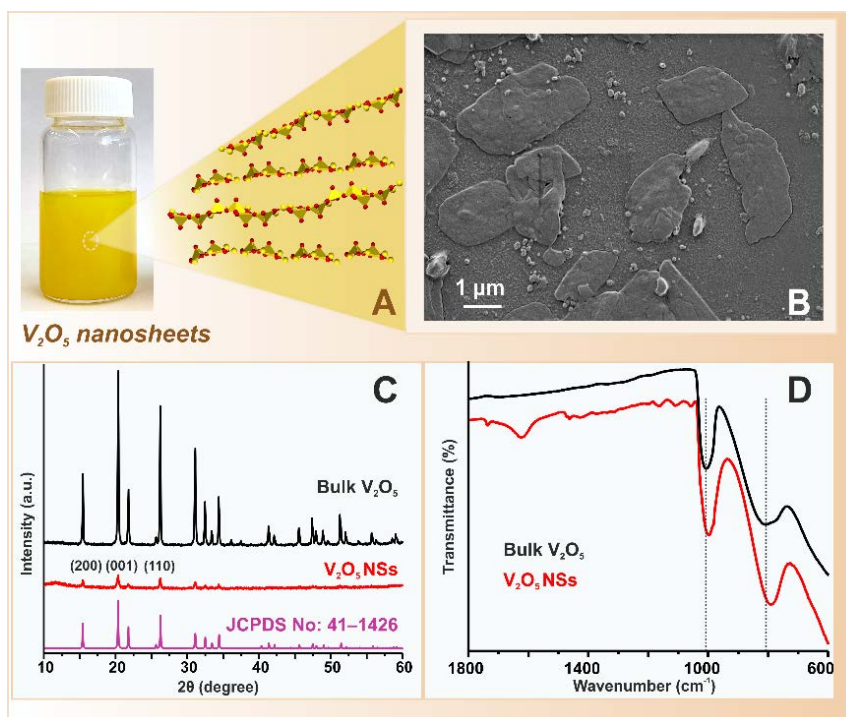 V₂O₅ nanosheets
A
B
1 μm
C
Bulk V₂O₅
(200) (001) (110)
V₂O₅ NSs
JCPDS No: 41–1426
Intensity (a.u.)
10 20 30 40 50 60
2θ (degree)
D
Bulk V₂O₅
V₂O₅ NSs
Transmittance (%)
1800 1000 600
Wavenumber (cm⁻¹)